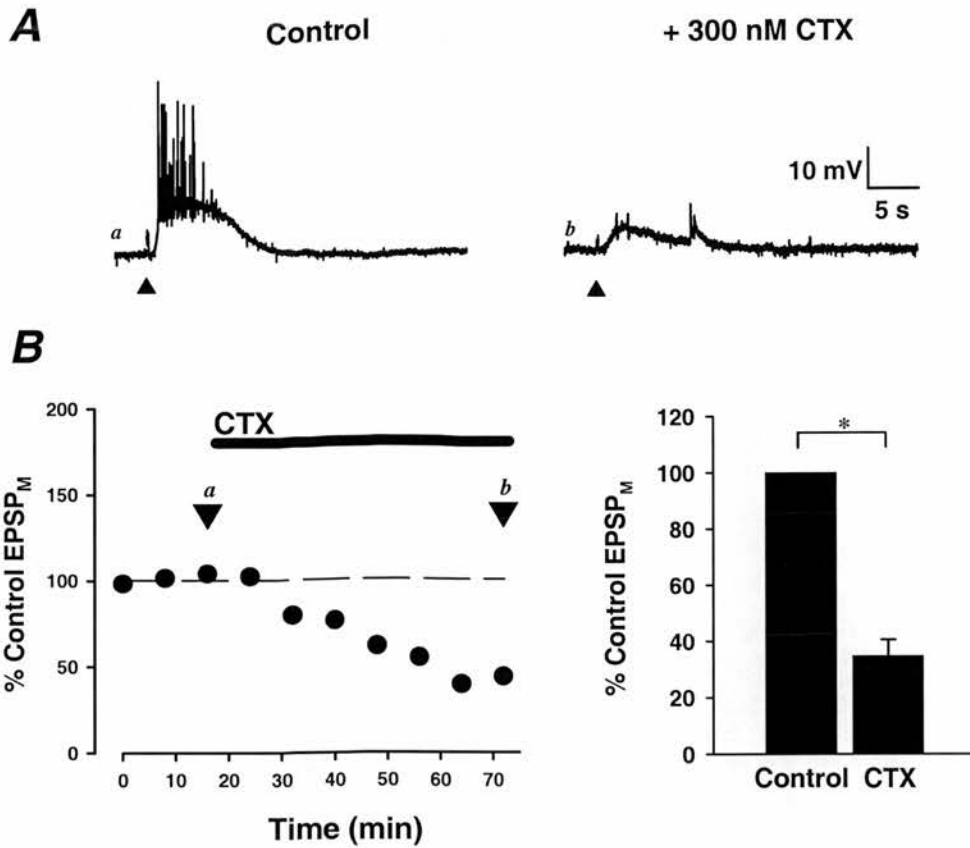 A
Control
+ 300 nM CTX
a
b
10 mV
5 s
B
200
150
100
50
0
% Control EPSP_M
CTX
a
b
0 10 20 30 40 50 60 70
Time (min)
120
100
80
60
40
20
0
% Control EPSP_M
*
Control CTX